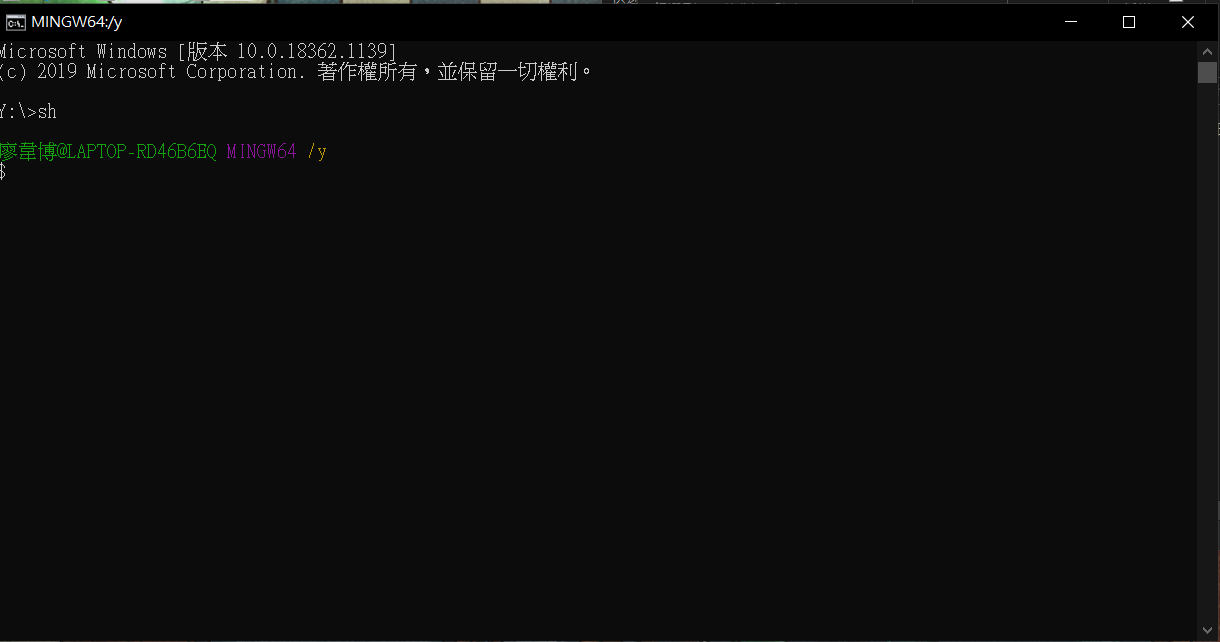 MINGW64:/y
Microsoft Windows [版本 10.0.18362.1139]
(c) 2019 Microsoft Corporation. 著作權所有，並保留一切權利。
Y:\>sh
廖韋博@LAPTOP-RD46B6EQ MINGW64 /y
$